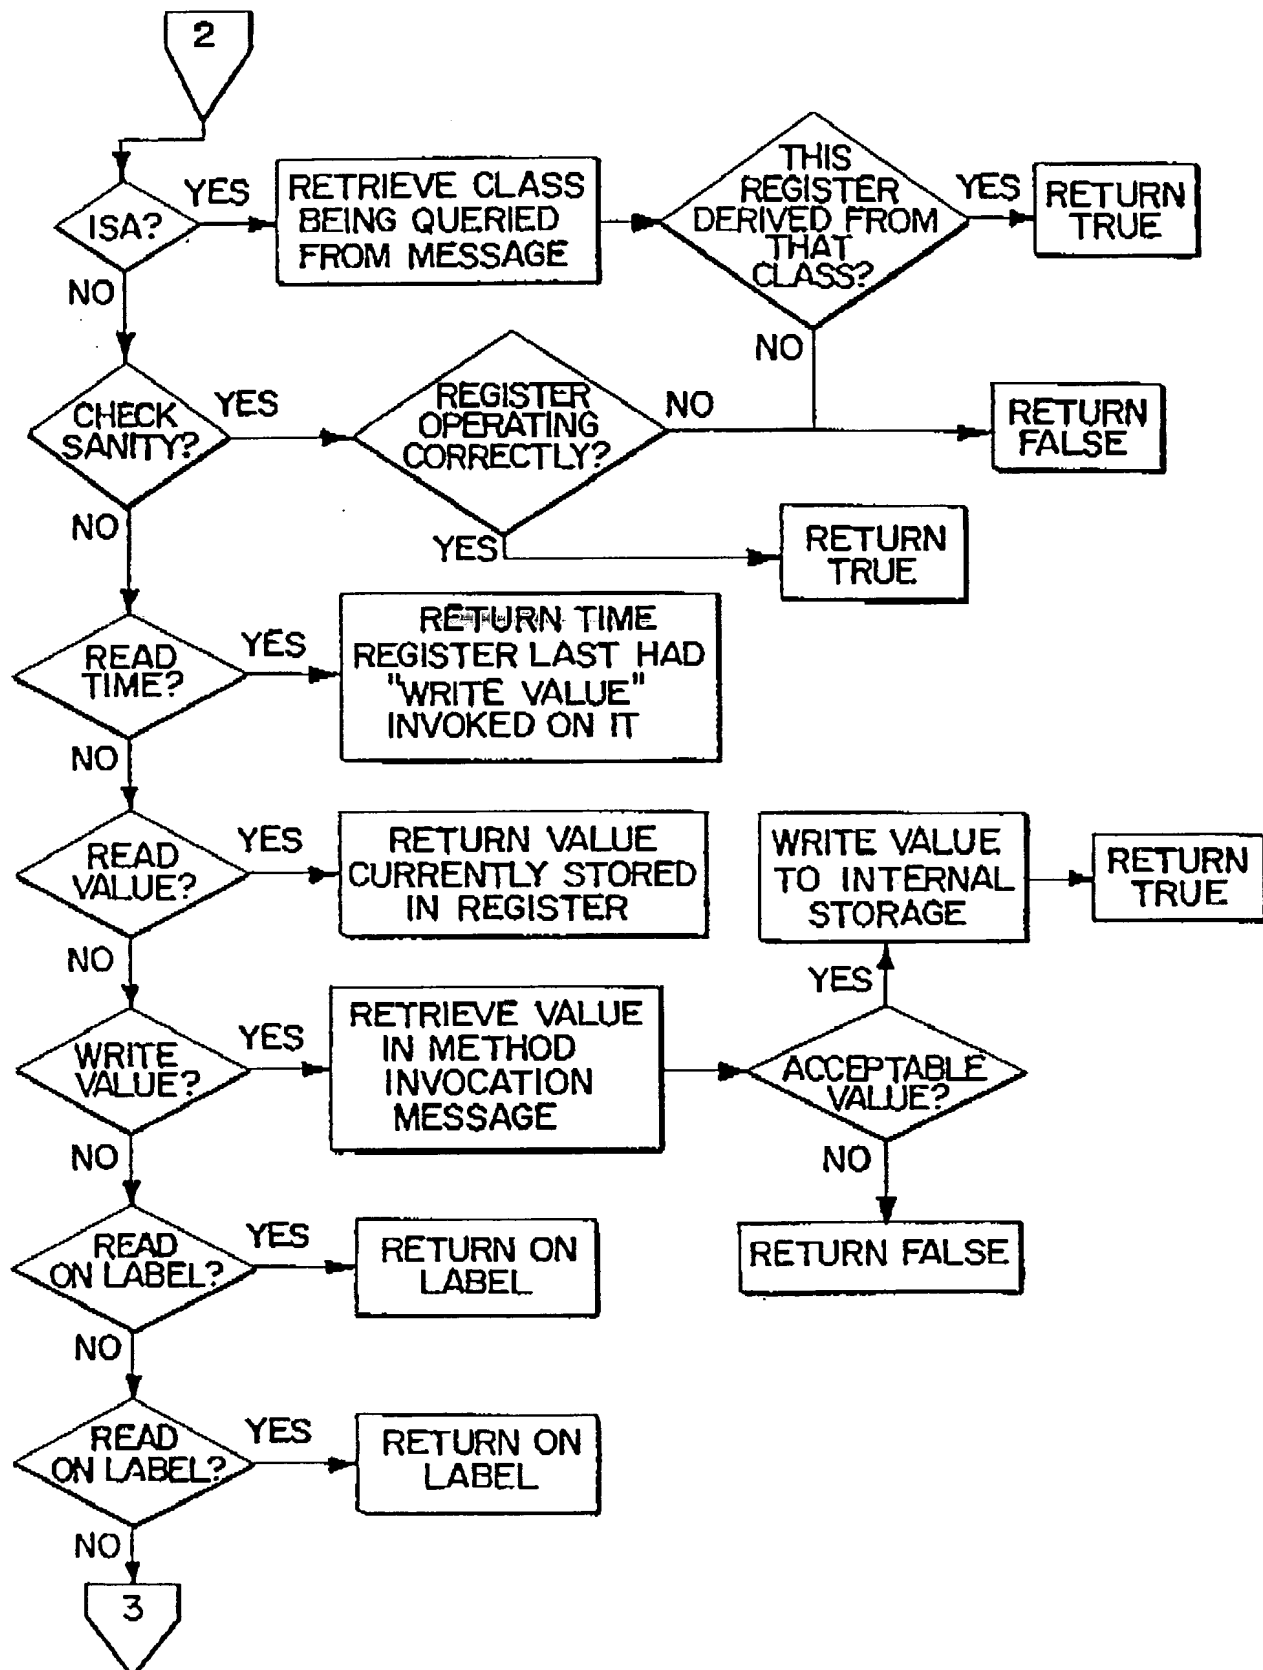 2
ISA?
YES
RETRIEVE CLASS
BEING QUERIED
FROM MESSAGE
THIS
REGISTER
DERIVED FROM
THAT
CLASS?
YES
RETURN
TRUE
NO
NO
CHECK
SANITY?
YES
REGISTER
OPERATING
CORRECTLY?
NO
RETURN
FALSE
YES
RETURN
TRUE
NO
READ
TIME?
YES
RETURN TIME
REGISTER LAST HAD
"WRITE VALUE"
INVOKED ON IT
NO
READ
VALUE?
YES
RETURN VALUE
CURRENTLY STORED
IN REGISTER
NO
WRITE
VALUE?
YES
RETRIEVE VALUE
IN METHOD
INVOCATION
MESSAGE
ACCEPTABLE
VALUE?
YES
WRITE VALUE
TO INTERNAL
STORAGE
RETURN
TRUE
NO
RETURN FALSE
NO
READ
ON LABEL?
YES
RETURN ON
LABEL
NO
READ
ON LABEL?
YES
RETURN ON
LABEL
NO
3